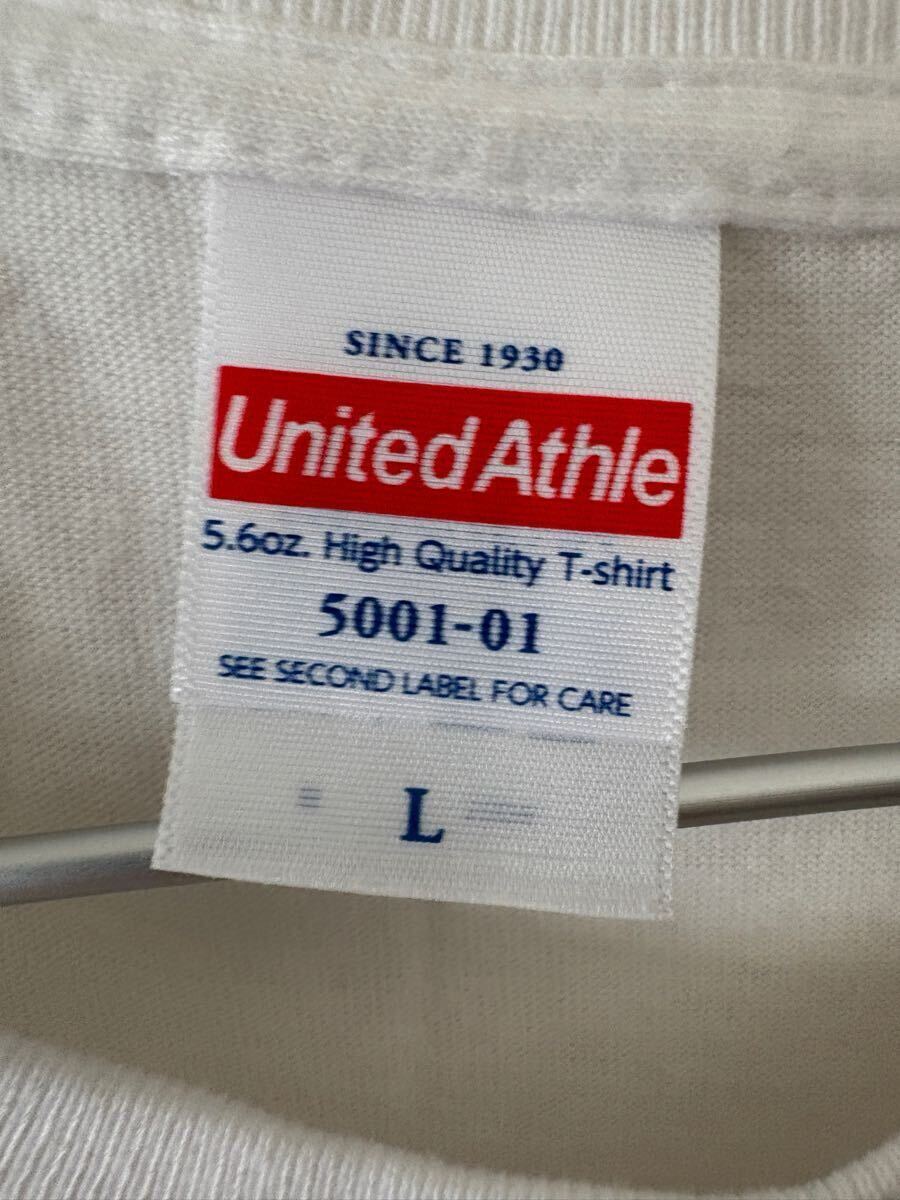 SINCE 1930
United Athle
5.6oz. High Quality T-shirt
5001-01
SEE SECOND LABEL FOR CARE
L